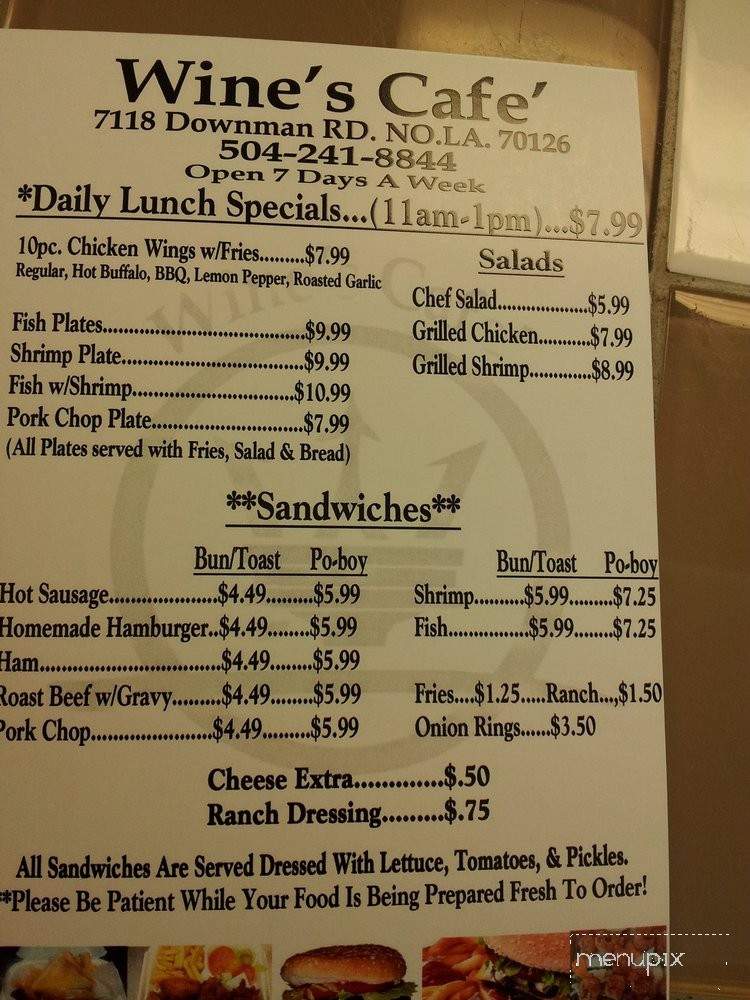 Wine's Cafe'
7118 Downman RD. NO.LA. 70126
504-241-8844
Open 7 Days A Week
*Daily Lunch Specials...(11am-1pm)...$7.99
10pc. Chicken Wings w/Fries.........$7.99
Regular, Hot Buffalo, BBQ, Lemon Pepper, Roasted Garlic
Fish Plates.......................................$9.99
Shrimp Plate....................................$9.99
Fish w/Shrimp................................$10.99
Pork Chop Plate..............................$7.99
(All Plates served with Fries, Salad & Bread)
Salads
Chef Salad...................$5.99
Grilled Chicken...........$7.99
Grilled Shrimp.............$8.99
**Sandwiches**
Bun/Toast Po-boy
Hot Sausage.....................$4.49.........$5.99
Homemade Hamburger..$4.49........$5.99
Ham...................................$4.49........$5.99
Roast Beef w/Gravy.........$4.49........$5.99
Pork Chop.......................$4.49.........$5.99
Bun/Toast Po-boy
Shrimp..........$5.99.........$7.25
Fish................$5.99........$7.25
Fries....$1.25.....Ranch...,$1.50
Onion Rings......$3.50
Cheese Extra..............$.50
Ranch Dressing..........$.75
All Sandwiches Are Served Dressed With Lettuce, Tomatoes, & Pickles.
**Please Be Patient While Your Food Is Being Prepared Fresh To Order!
menupix